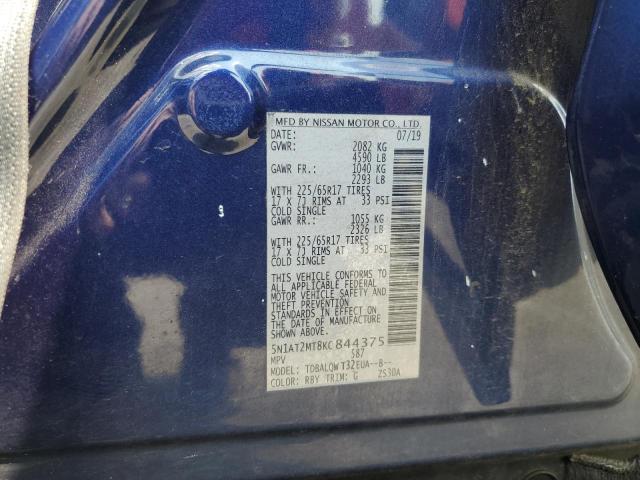 MFD BY NISSAN MOTOR CO., LTD.
DATE: 07/19
GVWR: 2082 KG
4590 LB
GAWR FR.: 1040 KG
2293 LB
WITH 225/65R17 TIRES
17 X 7J RIMS AT 33 PSI
COLD SINGLE
GAWR RR.: 1055 KG
2326 LB
WITH 225/65R17 TIRES
17 X 7J RIMS AT 33 PSI
COLD SINGLE
THIS VEHICLE CONFORMS TO
ALL APPLICABLE FEDERAL
MOTOR VEHICLE SAFETY AND
THEFT PREVENTION
STANDARDS IN EFFECT ON
THE DATE OF MANUFACTURE
SHOWN ABOVE.
5N1AT2MT8KC844375
MPV 587
MODEL: TDBALQWT32EUA--B--
COLOR: RBY TRIM: G ZS30A